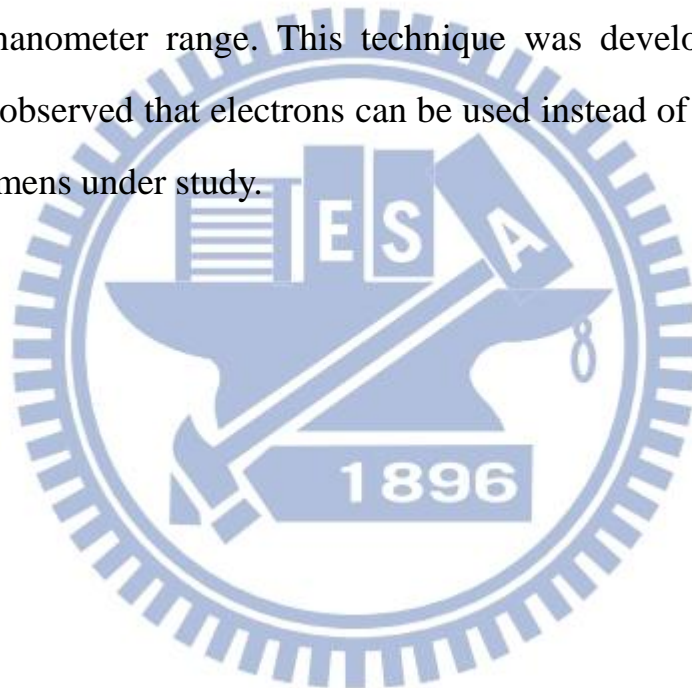 nanometer range. This technique was develo
observed that electrons can be used instead of
mens under study.
E S A
1896